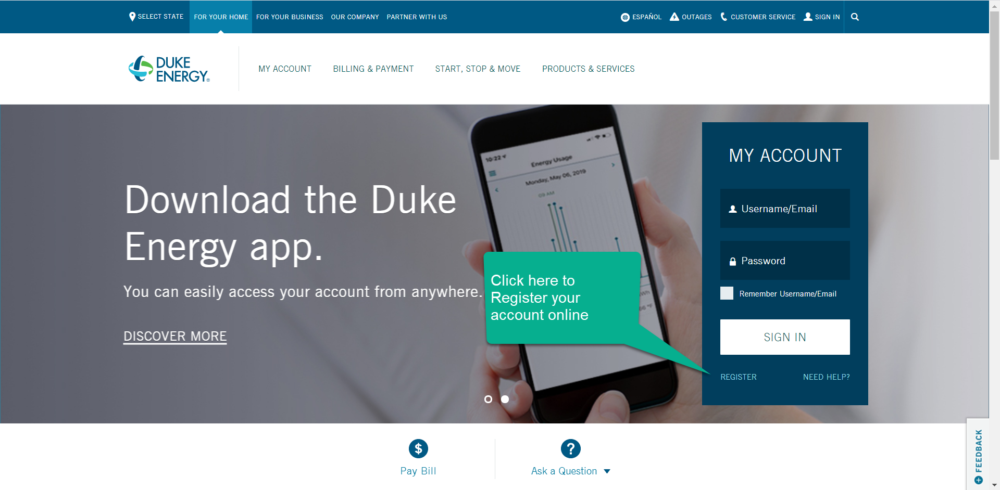 SELECT STATE
FOR YOUR HOME
FOR YOUR BUSINESS
OUR COMPANY
PARTNER WITH US
ESPAÑOL
OUTAGES
CUSTOMER SERVICE
SIGN IN
DUKE
ENERGY®
MY ACCOUNT
BILLING & PAYMENT
START, STOP & MOVE
PRODUCTS & SERVICES
Download the Duke
Energy app.
You can easily access your account from anywhere.
DISCOVER MORE
10:22
Energy Usage
Monday, May 06, 2019
09 AM
Click here to
Register your
account online
MY ACCOUNT
Username/Email
Password
Remember Username/Email
SIGN IN
REGISTER
NEED HELP?
$
Pay Bill
?
Ask a Question
FEEDBACK